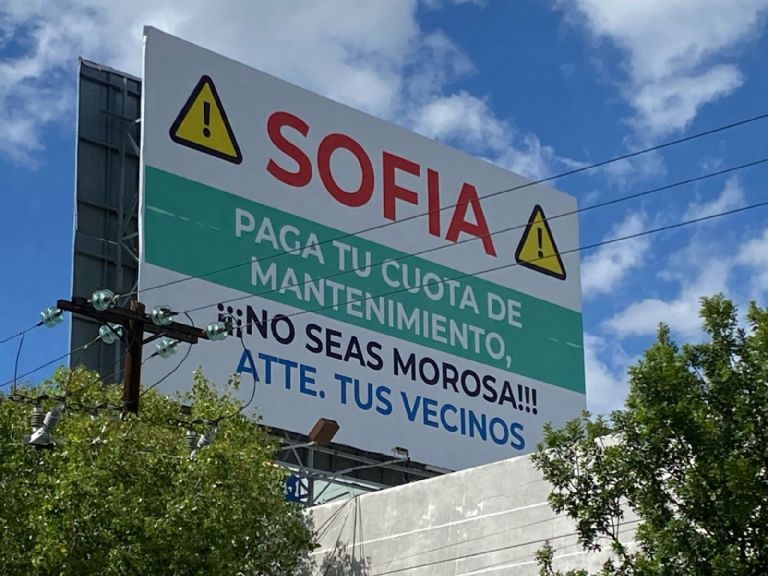 SOFIA
PAGA TU CUOTA DE
MANTENIMIENTO,
¡¡¡NO SEAS MOROSA!!!
ATTE. TUS VECINOS